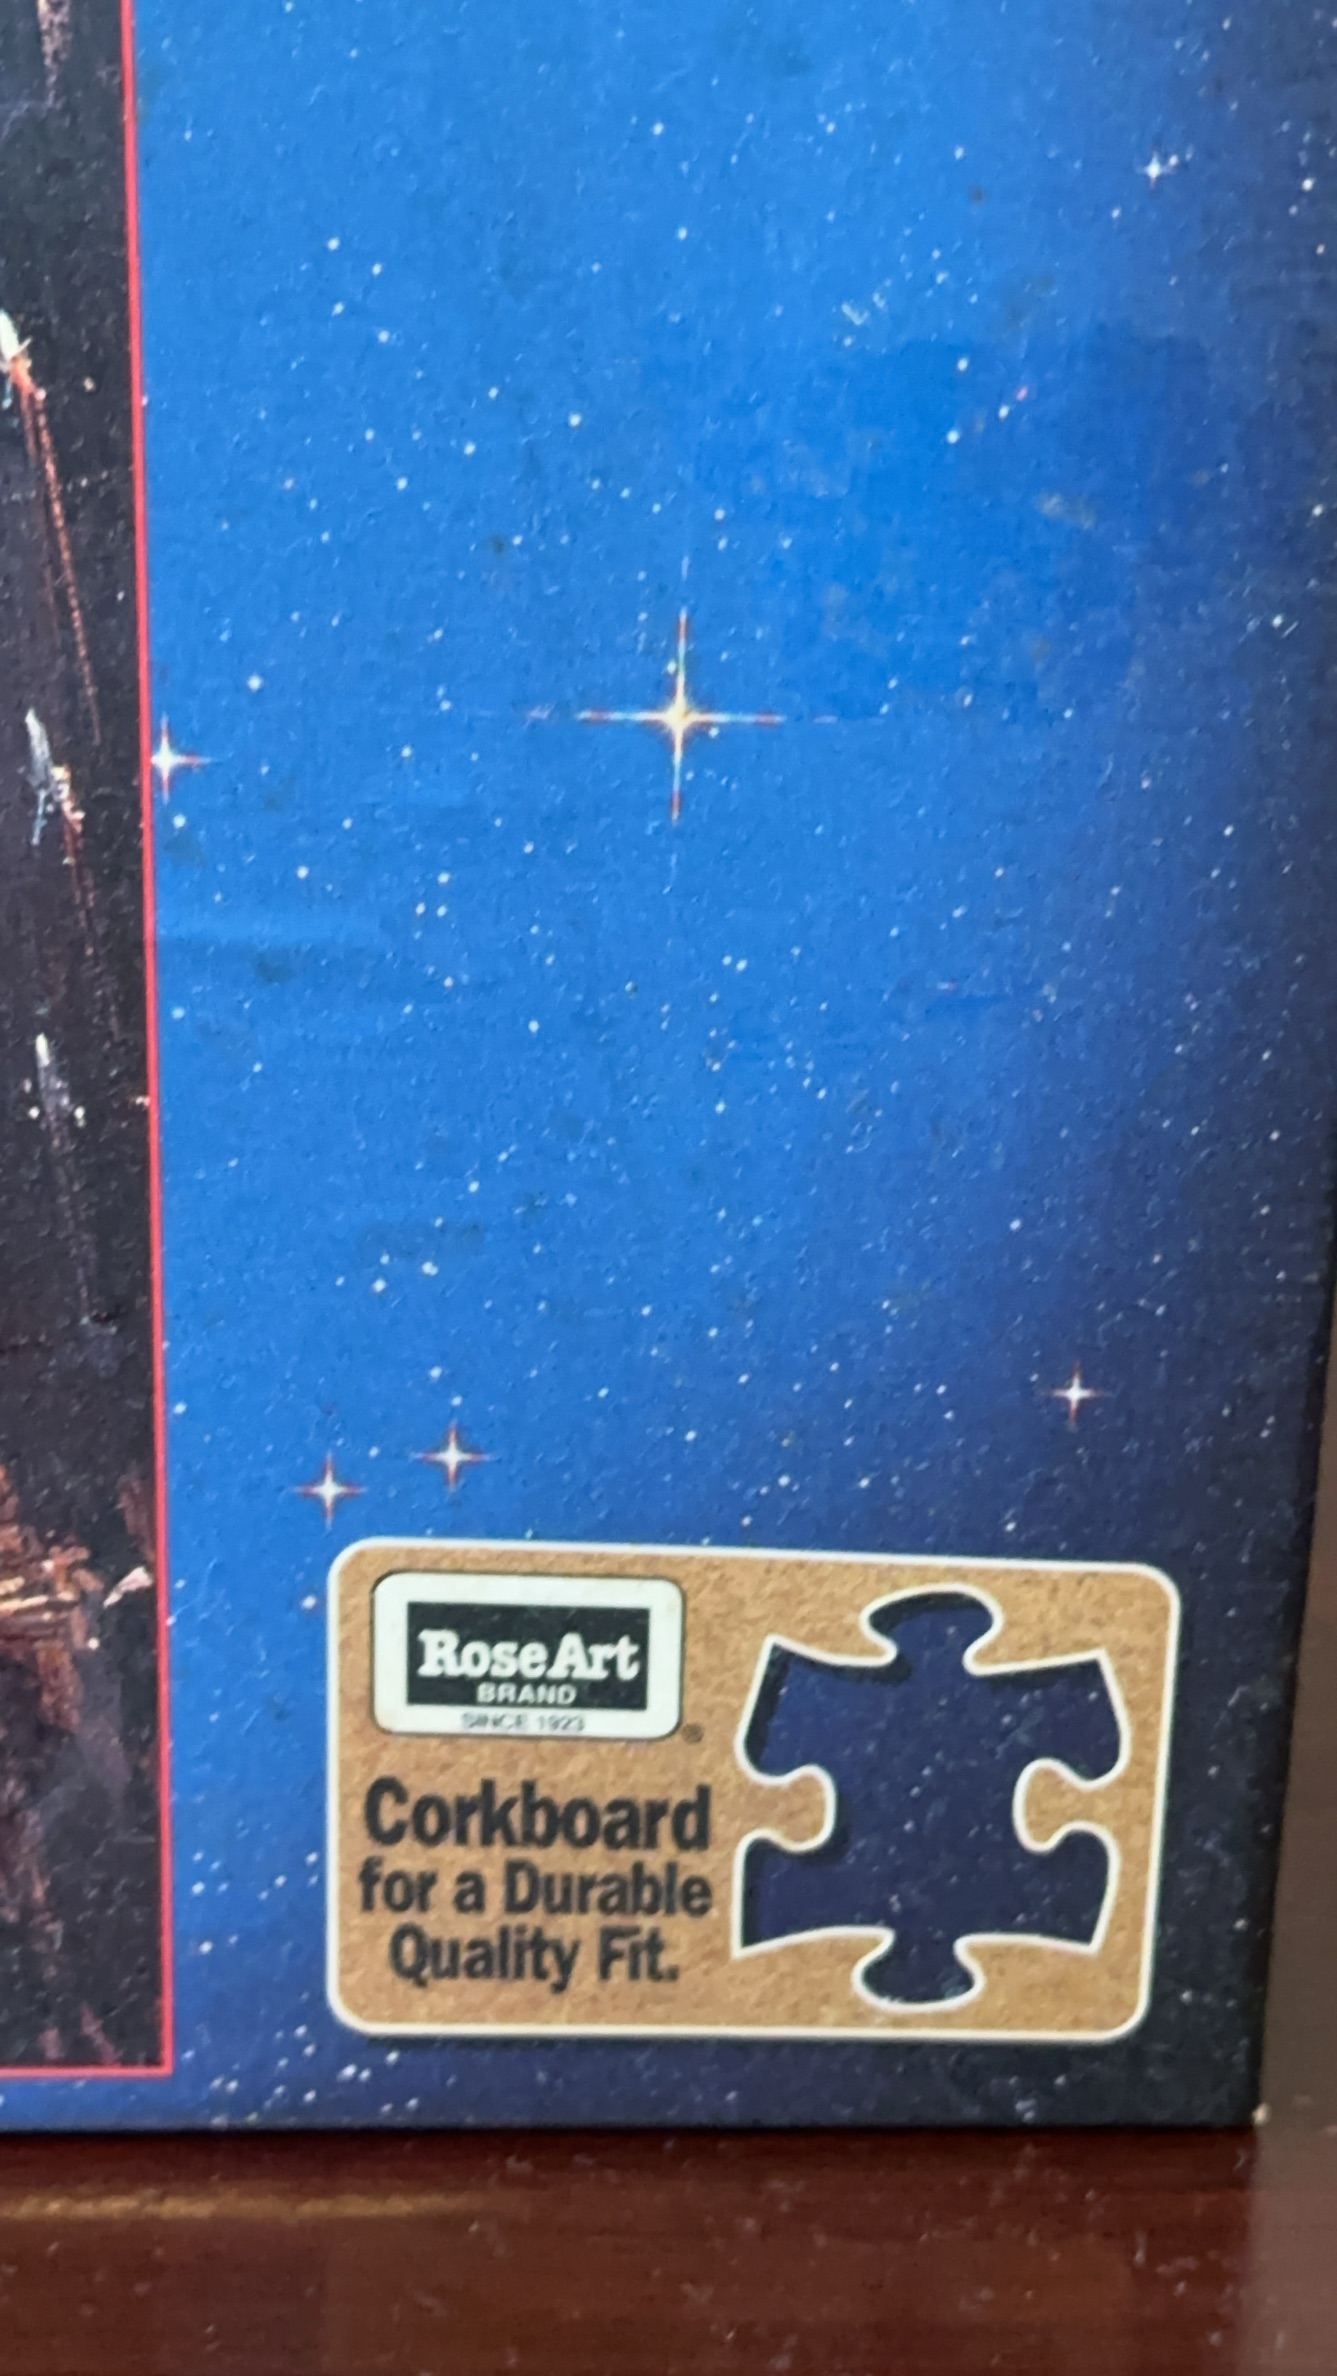 RoseArt
BRAND
SINCE 1923
®
Corkboard
for a Durable
Quality Fit.